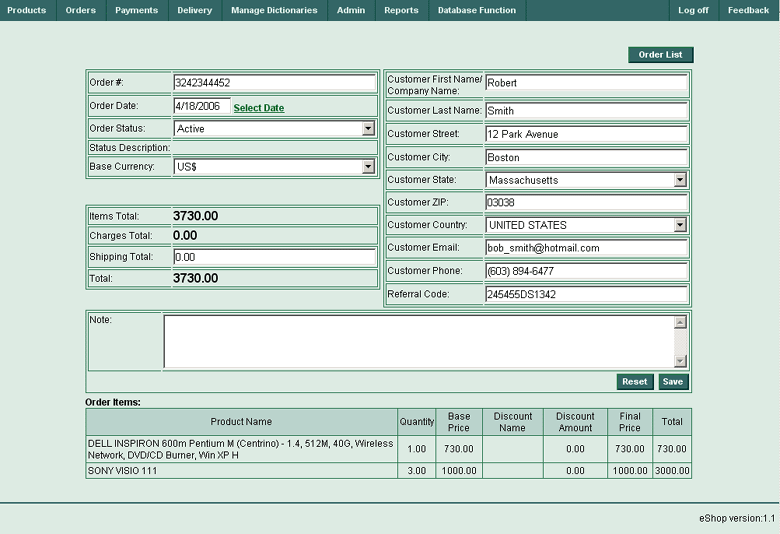 Products Orders Payments Delivery Manage Dictionaries Admin Reports Database Function Log off Feedback
Order List
Order #: 3242344452
Order Date: 4/18/2006 Select Date
Order Status: Active
Status Description:
Base Currency: US$
Items Total: 3730.00
Charges Total: 0.00
Shipping Total: 0.00
Total: 3730.00
Customer First Name/
Company Name: Robert
Customer Last Name: Smith
Customer Street: 12 Park Avenue
Customer City: Boston
Customer State: Massachusetts
Customer ZIP: 03038
Customer Country: UNITED STATES
Customer Email: bob_smith@hotmail.com
Customer Phone: (603) 894-6477
Referral Code: 245455DS1342
Note:
Reset Save
Order Items:
Product Name Quantity Base Price Discount Name Discount Amount Final Price Total
DELL INSPIRON 600m Pentium M (Centrino) - 1.4, 512M, 40G, Wireless
Network, DVD/CD Burner, Win XP H 1.00 730.00 0.00 730.00 730.00
SONY VISIO 111 3.00 1000.00 0.00 1000.00 3000.00
eShop version:1.1